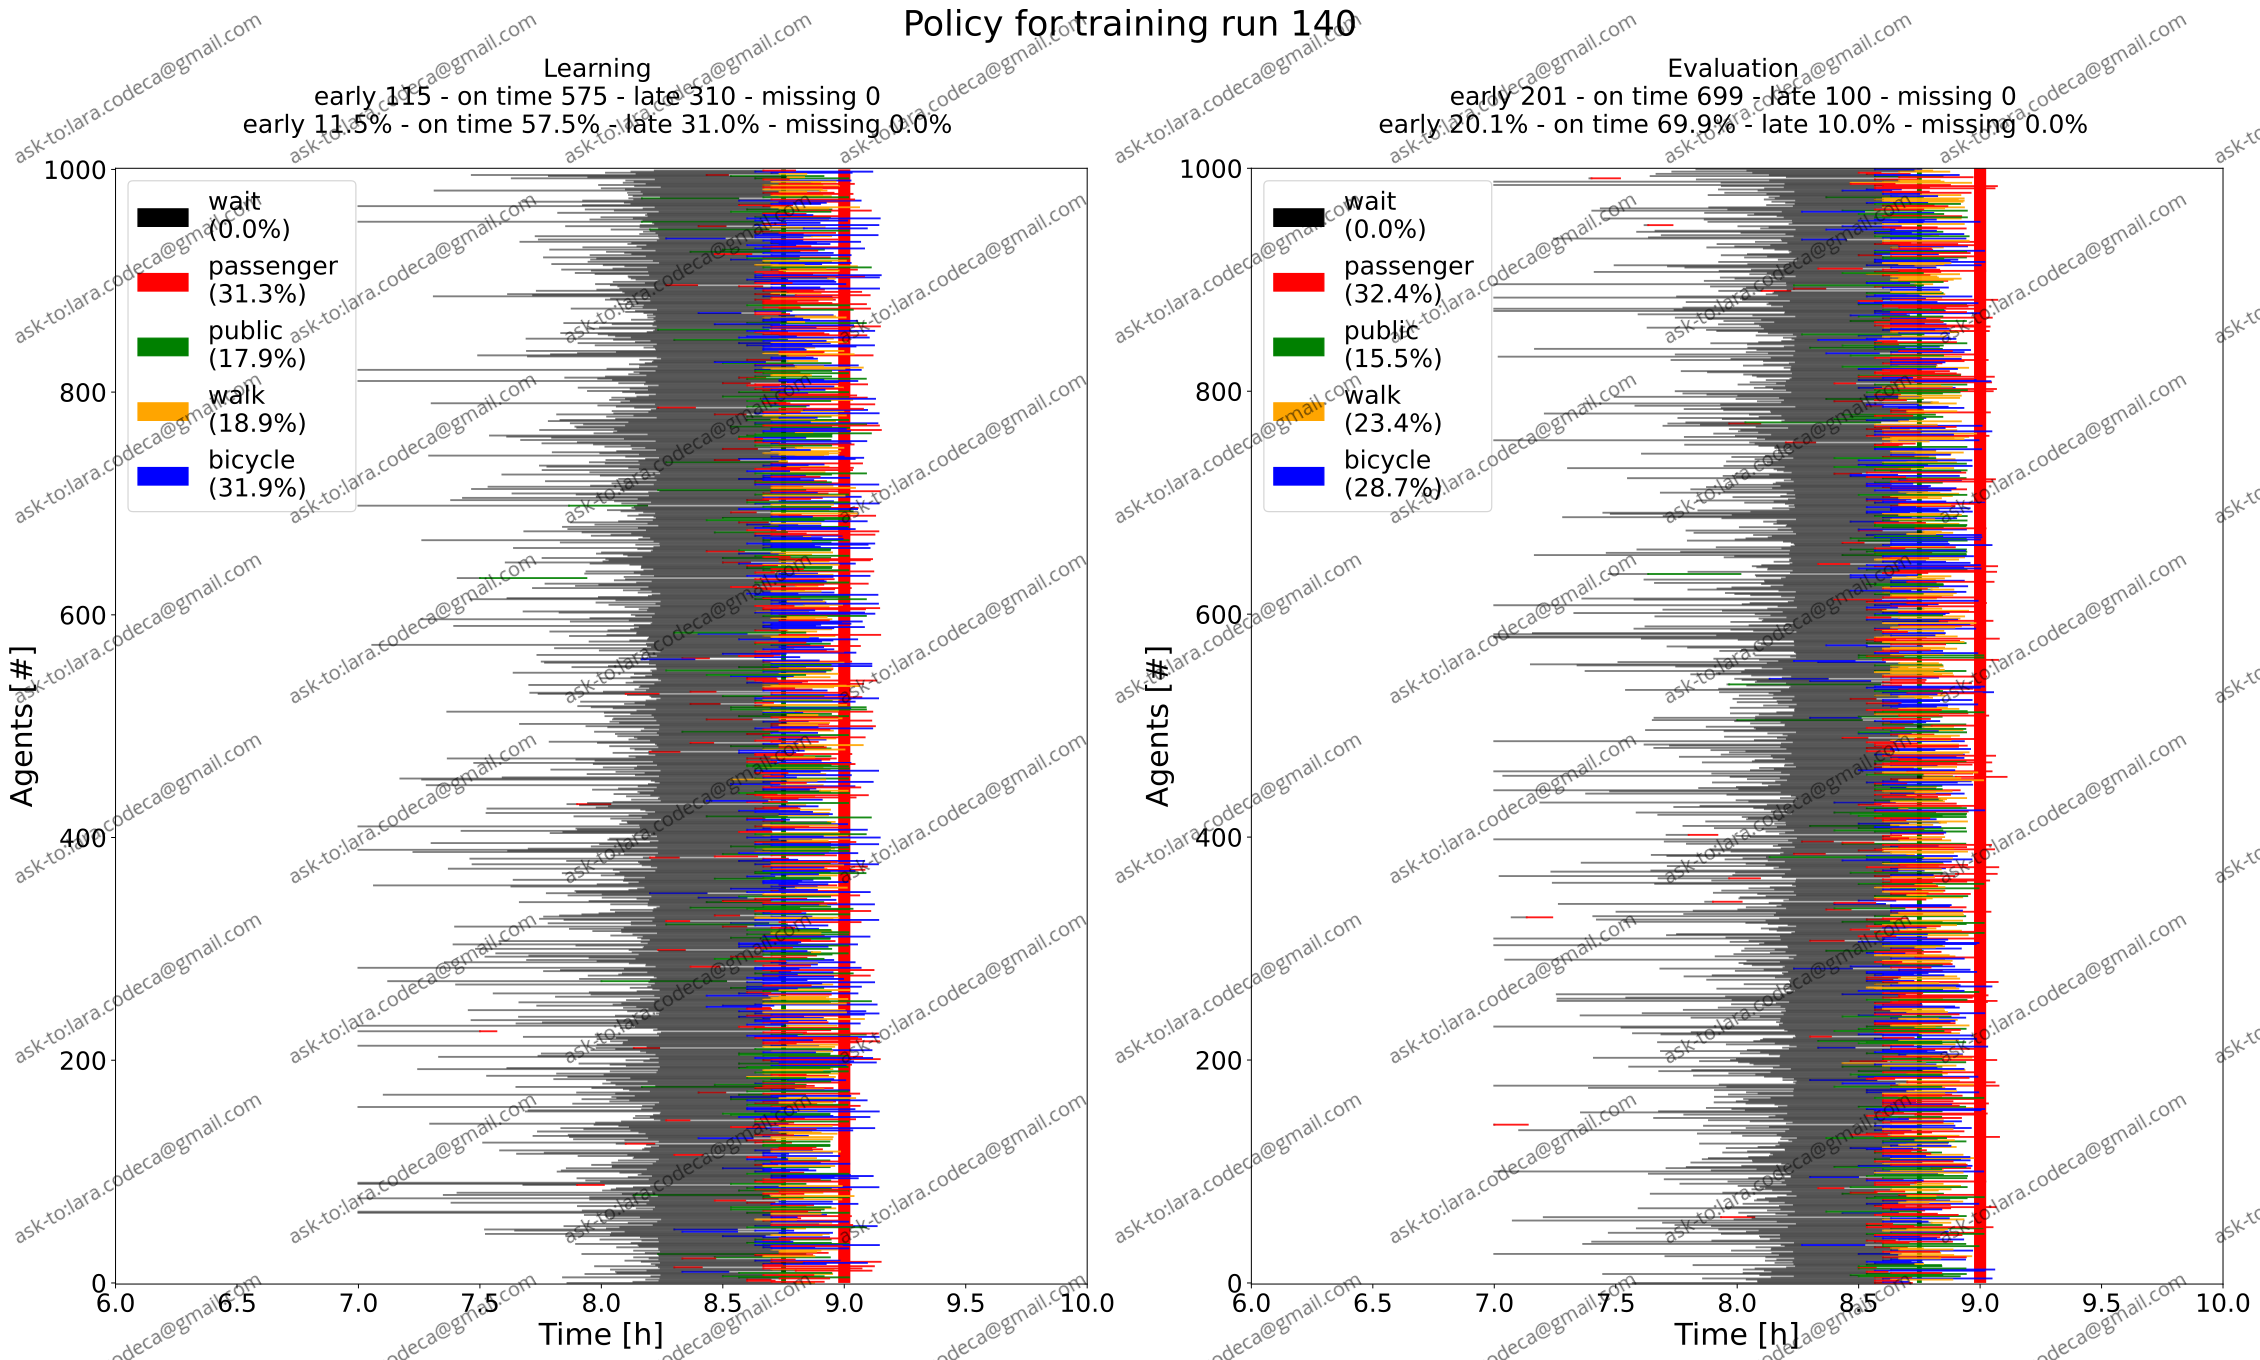 Policy for training run 140
Learning
early 115 - on time 575 - late 310 - missing 0
early 11.5% - on time 57.5% - late 31.0% - missing 0.0%
1000
800
600
400
200
0
Agents [#]
wait
(0.0%)
passenger
(31.3%)
public
(17.9%)
walk
(18.9%)
bicycle
(31.9%)
6.0 6.5 7.0 7.5 8.0 8.5 9.0 9.5 10.0
Time [h]
Evaluation
early 201 - on time 699 - late 100 - missing 0
early 20.1% - on time 69.9% - late 10.0% - missing 0.0%
1000
800
600
400
200
0
Agents [#]
wait
(0.0%)
passenger
(32.4%)
public
(15.5%)
walk
(23.4%)
bicycle
(28.7%)
6.0 6.5 7.0 7.5 8.0 8.5 9.0 9.5 10.0
Time [h]
ask-to:lara.codeca@gmail.com